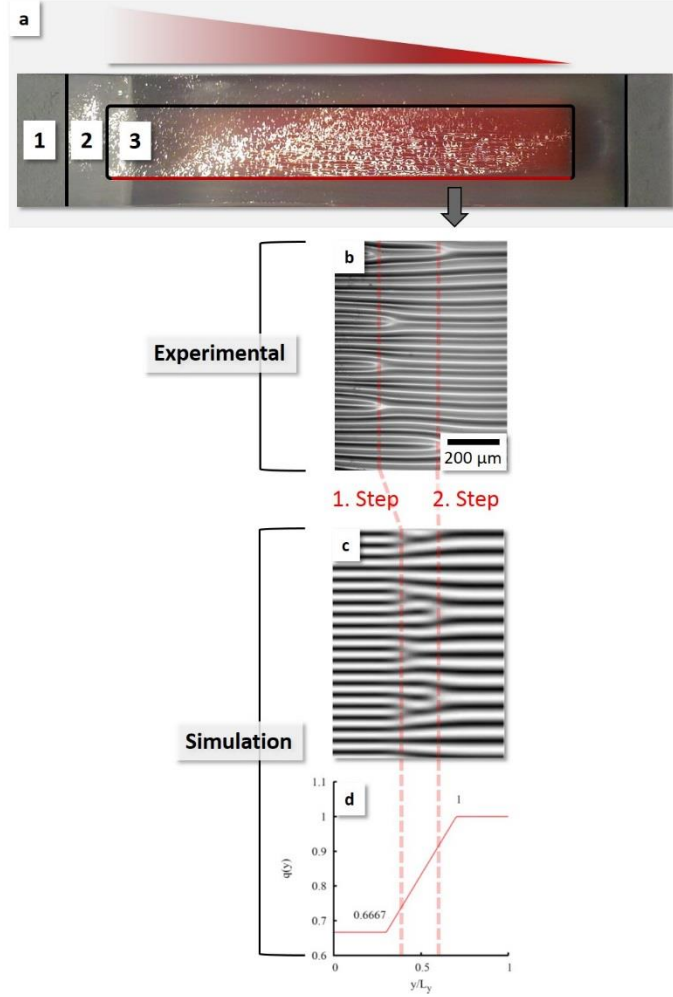 a
1
2
3
b
Experimental
200 µm
1. Step
2. Step
c
Simulation
d
1.1
1
0.9
0.8
0.7
0.6
q(y)
0.6667
1
0
0.5
1
y/Ly